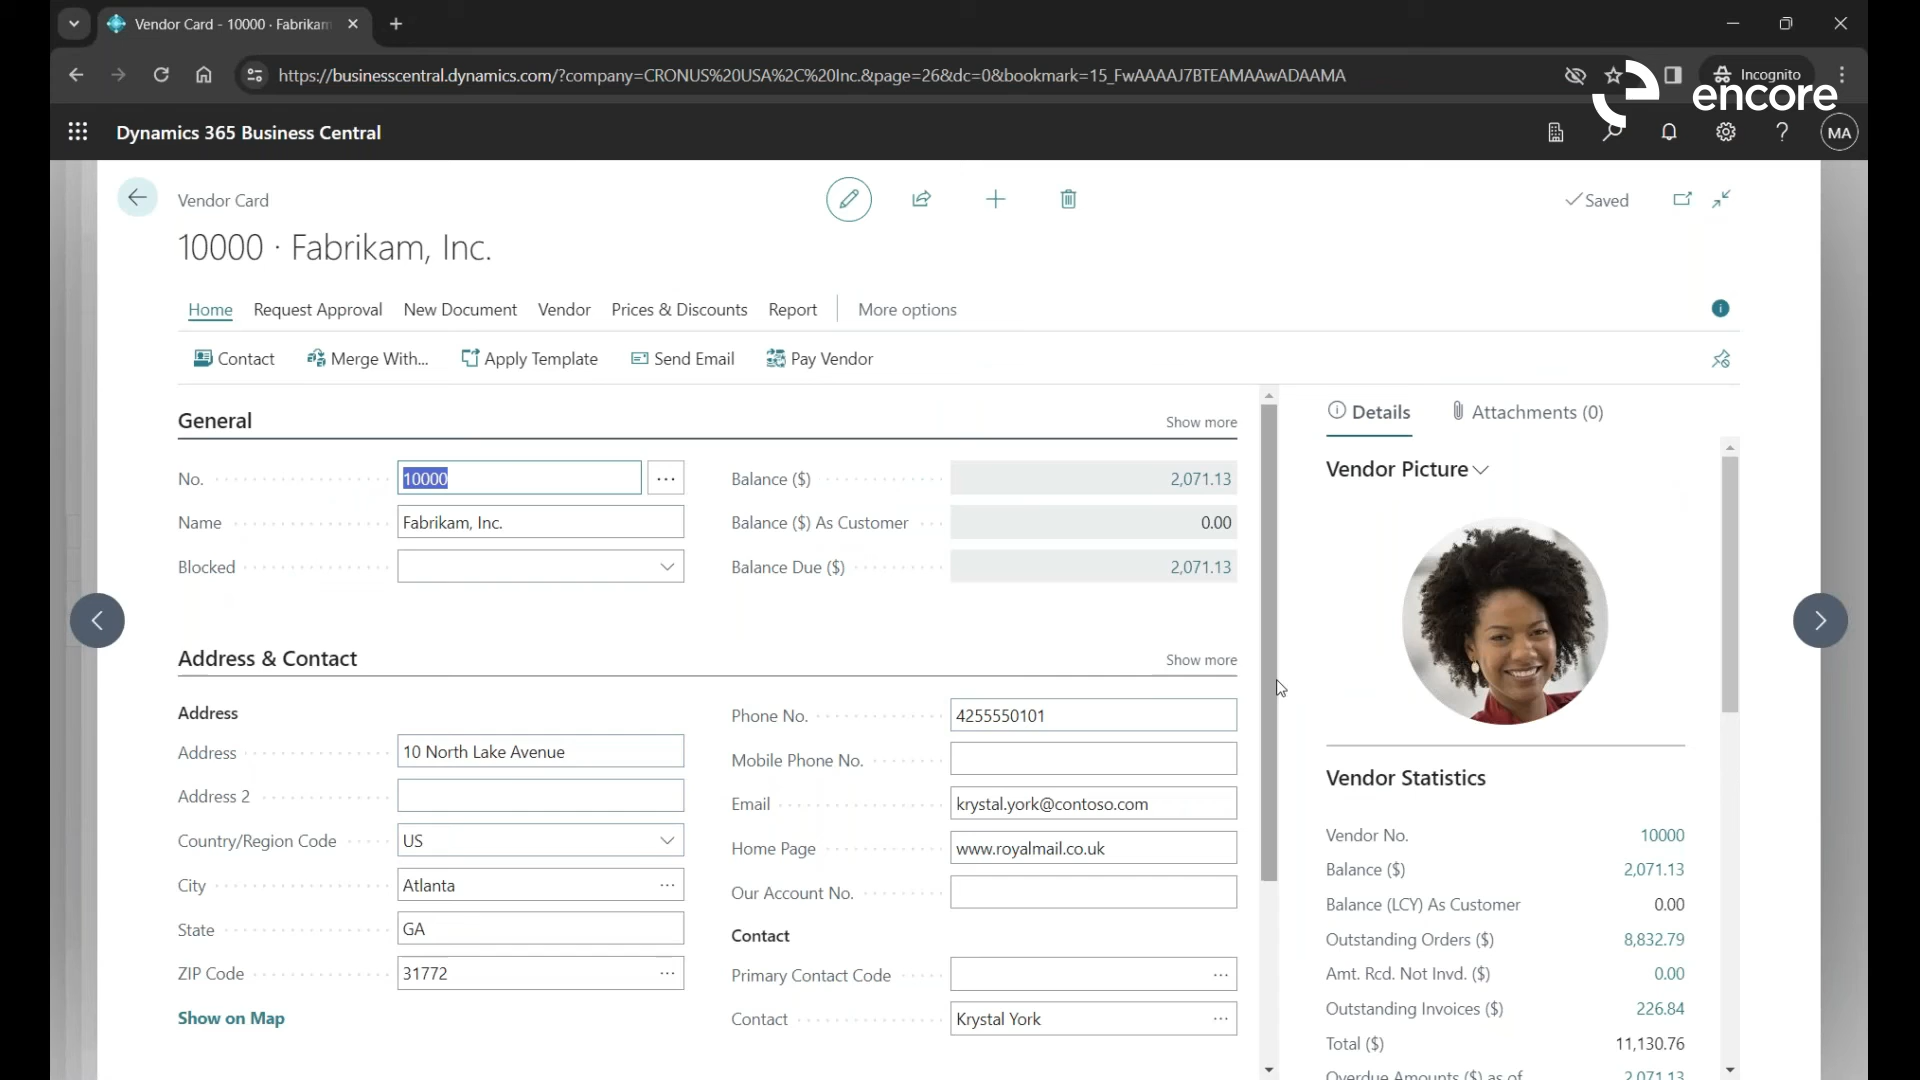 Vendor Card - 10000 · Fabrikam
https://businesscentral.dynamics.com/?company=CRONUS%20USA%2C%20Inc.&page=26&dc=0&bookmark=15_FwAAAAJ7BTEAMAAwADAAMA
Incognito
encore
Dynamics 365 Business Central
MA
Vendor Card
Saved
10000 · Fabrikam, Inc.
Home Request Approval New Document Vendor Prices & Discounts Report More options
Contact Merge With... Apply Template Send Email Pay Vendor
General Show more
No. 10000
Name Fabrikam, Inc.
Blocked
Balance ($) 2,071.13
Balance ($) As Customer 0.00
Balance Due ($) 2,071.13
Address & Contact Show more
Address
Address 10 North Lake Avenue
Address 2
Country/Region Code US
City Atlanta
State GA
ZIP Code 31772
Show on Map
Phone No. 4255550101
Mobile Phone No.
Email krystal.york@contoso.com
Home Page www.royalmail.co.uk
Our Account No.
Contact
Primary Contact Code
Contact Krystal York
Details Attachments (0)
Vendor Picture
Vendor Statistics
Vendor No. 10000
Balance ($) 2,071.13
Balance (LCY) As Customer 0.00
Outstanding Orders ($) 8,832.79
Amt. Rcd. Not Invd. ($) 0.00
Outstanding Invoices ($) 226.84
Total ($) 11,130.76
Overdue Amounts ($) as of 2,071.13